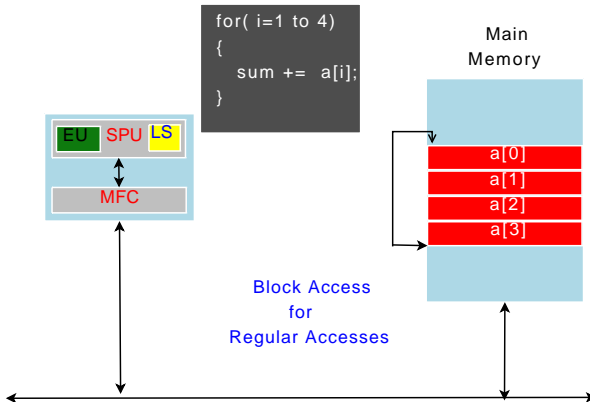 for( i=1 to 4)
{
sum += a[i];
}
Main
Memory
EU SPU LS
MFC
a[0]
a[1]
a[2]
a[3]
Block Access
for
Regular Accesses